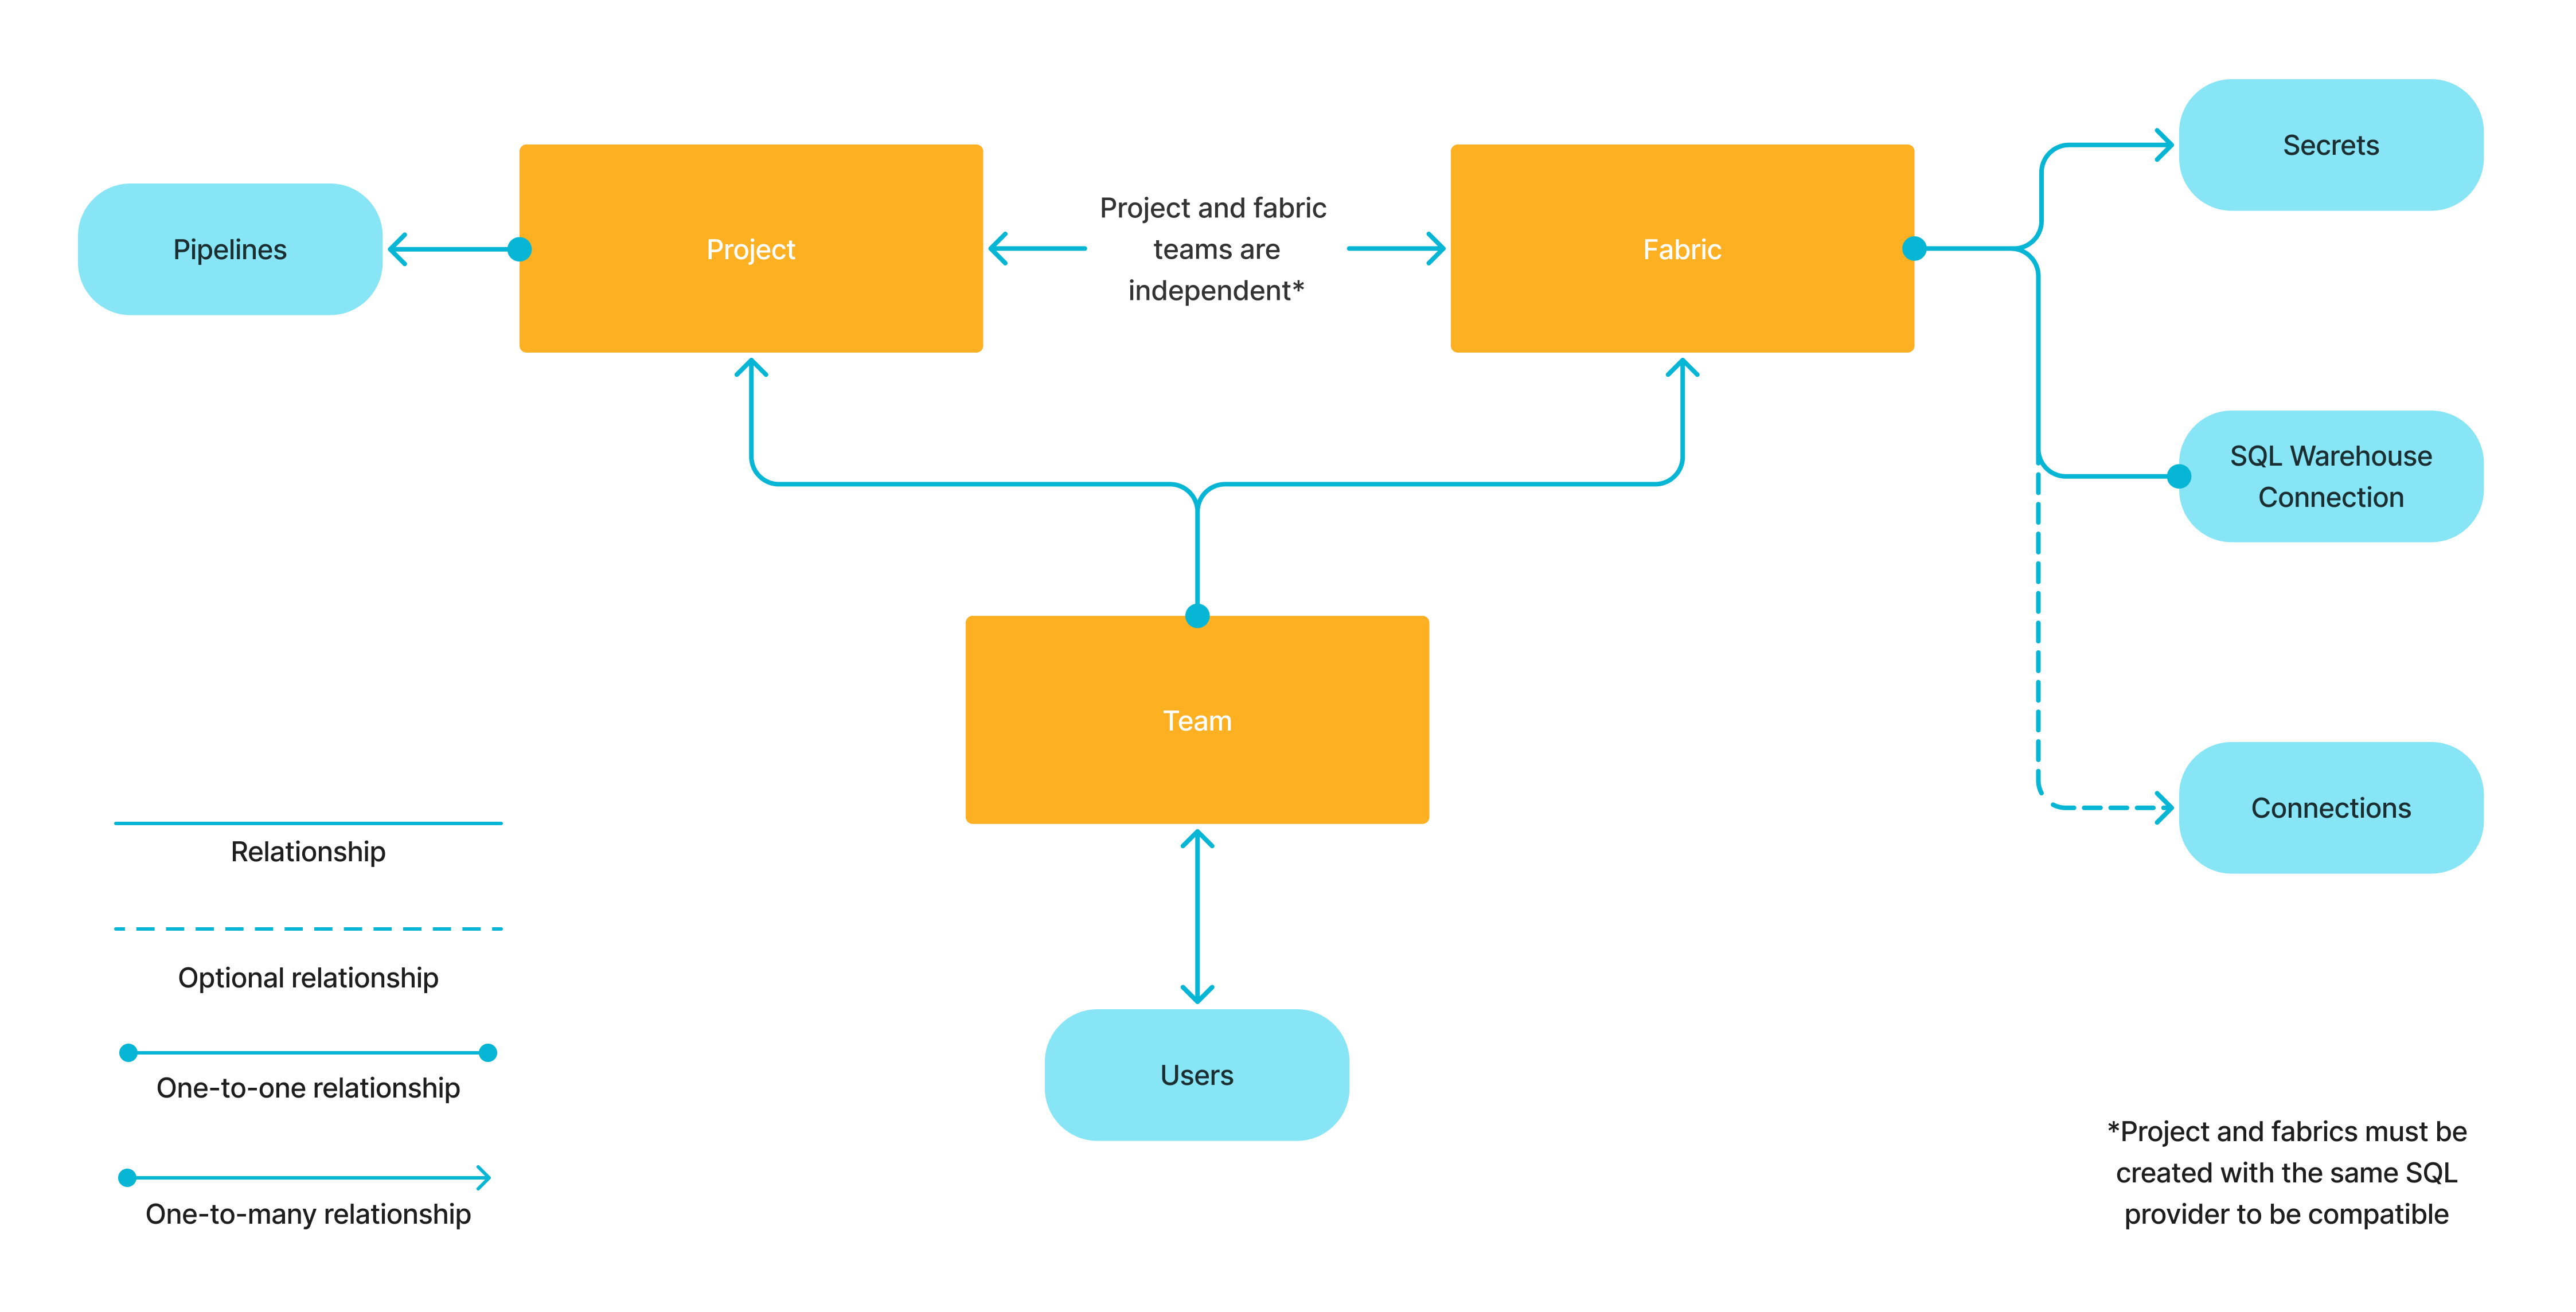 Secrets
Project and fabric
teams are
independent*
Pipelines
Project
Fabric
SQL Warehouse
Connection
Team
Connections
Relationship
Optional relationship
One-to-one relationship
One-to-many relationship
Users
*Project and fabrics must be
created with the same SQL
provider to be compatible